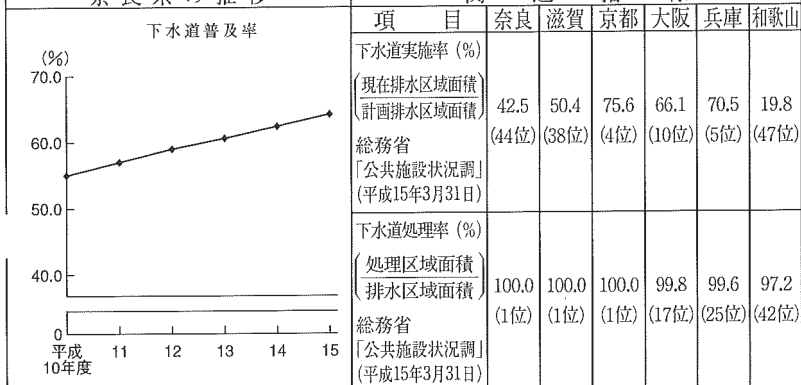 下水道普及率
(%)
70.0
60.0
50.0
40.0
0
平成 11 12 13 14 15
10年度
項 目 奈良 滋賀 京都 大阪 兵庫 和歌山
下水道実施率 (%)
(現在排水区域面積
計画排水区域面積) 42.5 50.4 75.6 66.1 70.5 19.8
(44位) (38位) (4位) (10位) (5位) (47位)
総務省
「公共施設状況調」
(平成15年3月31日)
下水道処理率 (%)
(処理区域面積
排水区域面積) 100.0 100.0 100.0 99.8 99.6 97.2
(1位) (1位) (1位) (17位) (25位) (42位)
総務省
「公共施設状況調」
(平成15年3月31日)